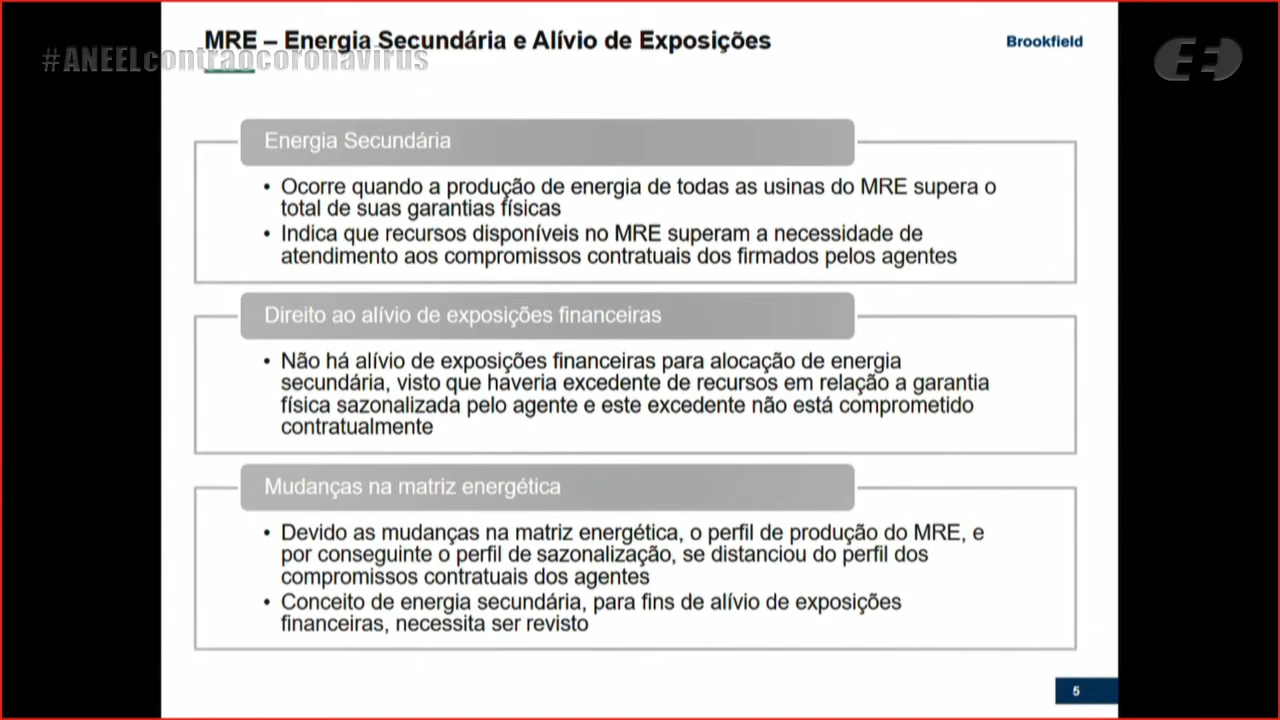 MRE – Energia Secundária e Alívio de Exposições
Brookfield
#ANEELcontraocoronavirus
Energia Secundária
• Ocorre quando a produção de energia de todas as usinas do MRE supera o
total de suas garantias físicas
• Indica que recursos disponíveis no MRE superam a necessidade de
atendimento aos compromissos contratuais dos firmados pelos agentes
Direito ao alívio de exposições financeiras
• Não há alívio de exposições financeiras para alocação de energia
secundária, visto que haveria excedente de recursos em relação a garantia
física sazonalizada pelo agente e este excedente não está comprometido
contratualmente
Mudanças na matriz energética
• Devido as mudanças na matriz energética, o perfil de produção do MRE, e
por conseguinte o perfil de sazonalização, se distanciou do perfil dos
compromissos contratuais dos agentes
• Conceito de energia secundária, para fins de alívio de exposições
financeiras, necessita ser revisto
5